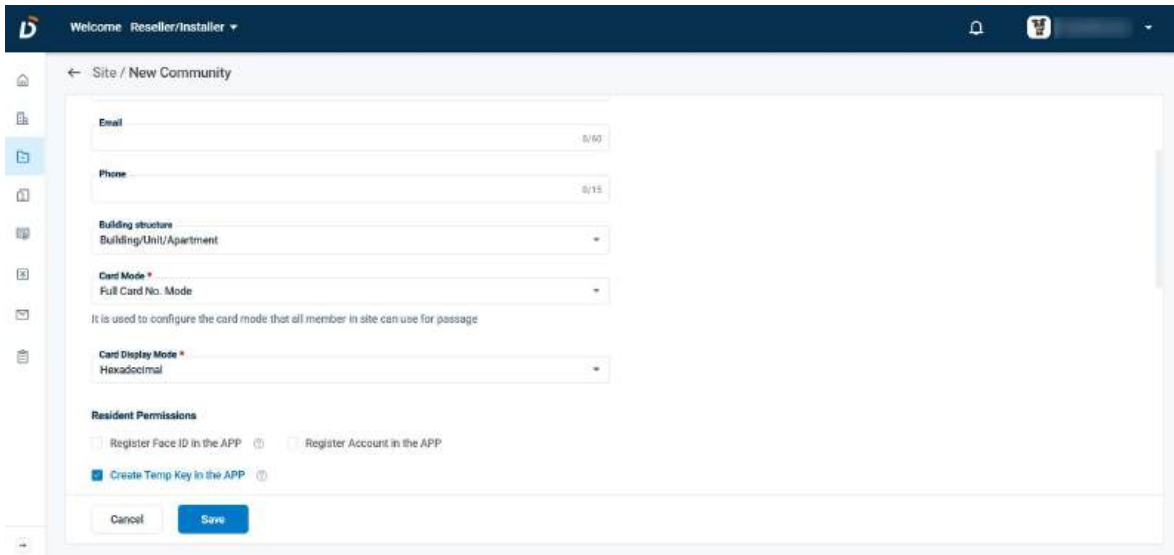 Welcome Reseller/Installer
Site / New Community
Email
0/60
Phone
0/15
Building structure
Building/Unit/Apartment
Card Mode *
Full Card No. Mode
It is used to configure the card mode that all member in site can use for passage
Card Display Mode *
Hexadecimal
Resident Permissions
Register Face ID in the APP
Register Account in the APP
Create Temp Key in the APP
Cancel
Save